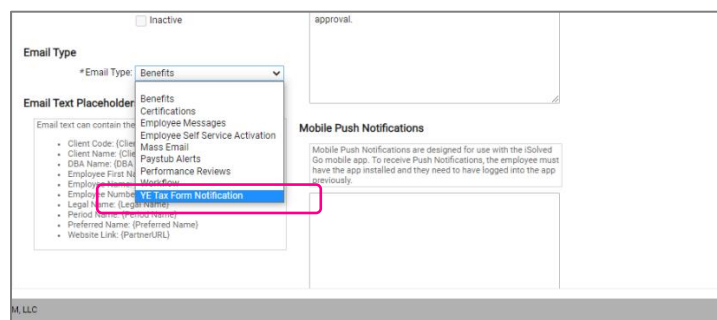 Inactive
approval.
Email Type
*Email Type: Benefits
Benefits
Certifications
Employee Messages
Employee Self Service Activation
Mass Email
Paystub Alerts
Performance Reviews
Workflow
YE Tax Form Notification
Email Text Placeholder
Email text can contain the
Client Code: {Clie
Client Name: {Clie
DBA Name: {DBA
Employee First Na
Employee Name:
Employee Numbe
Legal Name: {Legal Name}
Period Name: {Period Name}
Preferred Name: {Preferred Name}
Website Link: {PartnerURL}
Mobile Push Notifications
Mobile Push Notifications are designed for use with the iSolved
Go mobile app. To receive Push Notifications, the employee must
have the app installed and they need to have logged into the app
previously.
M, LLC